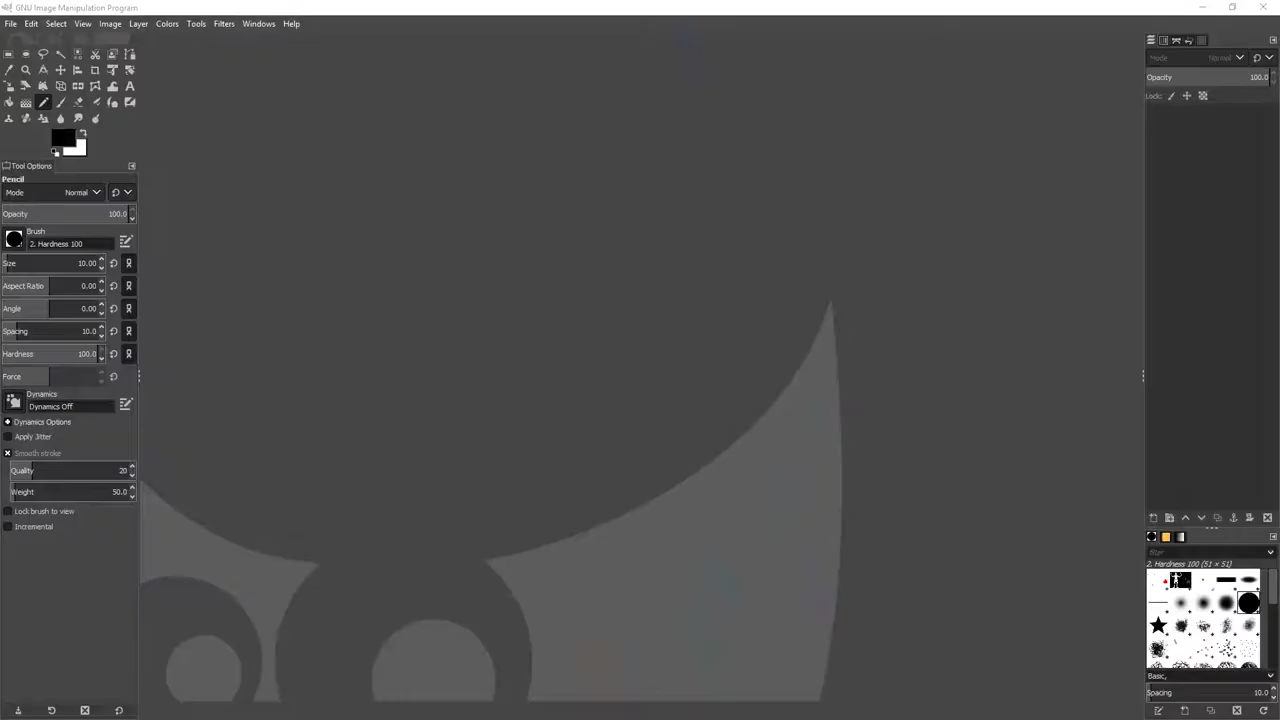 GNU Image Manipulation Program
File Edit Select View Image Layer Colors Tools Filters Windows Help
Tool Options
Pencil
Mode Normal
Opacity 100.0
Brush
2. Hardness 100
Size 10.00
Aspect Ratio 0.00
Angle 0.00
Spacing 10.0
Hardness 100.0
Force
Dynamics
Dynamics Off
Dynamics Options
Apply Jitter
Smooth stroke
Quality 20
Weight 50.0
Lock brush to view
Incremental
Mode Normal
Opacity 100.0
Lock:
filter
2. Hardness 100 (51 × 51)
Basic,
Spacing 10.0